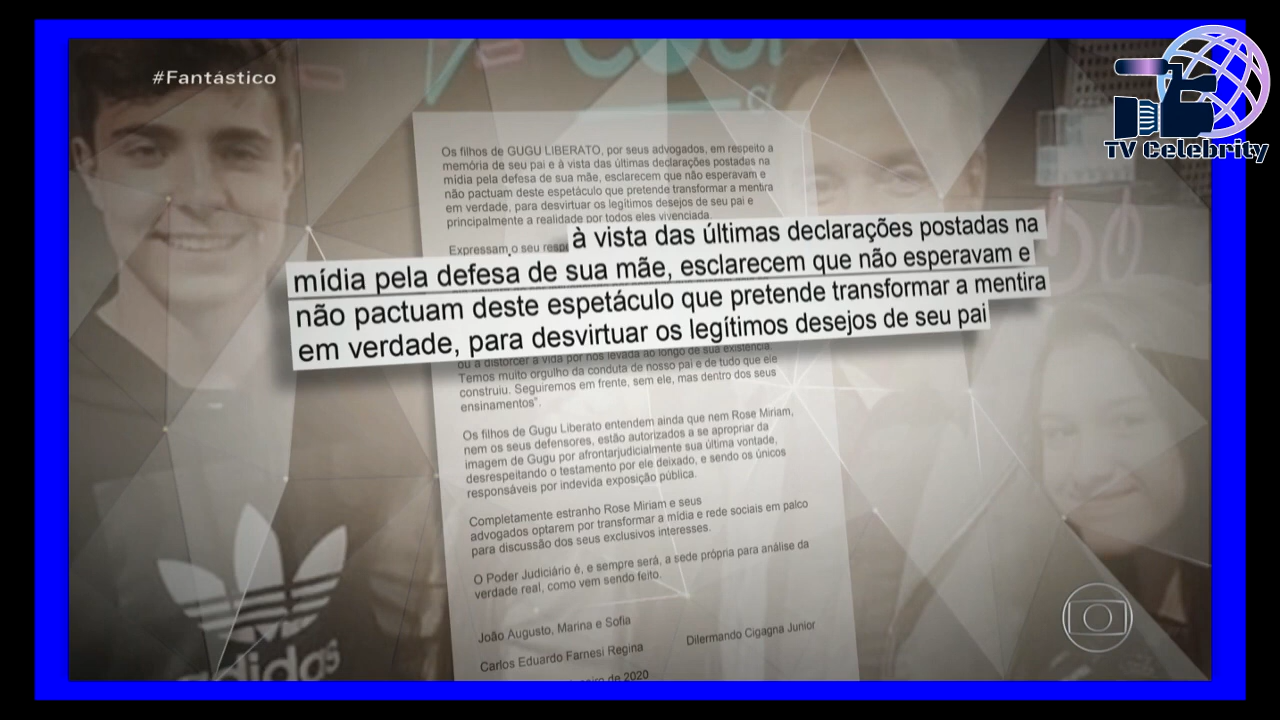 #Fantástico
TV Celebrity
Os filhos de GUGU LIBERATO, por seus advogados, em respeito a
memória de seu pai e à vista das últimas declarações postadas na
mídia pela defesa de sua mãe, esclarecem que não esperavam e
não pactuam deste espetáculo que pretende transformar a mentira
em verdade, para desvirtuar os legítimos desejos de seu pai e
principalmente a realidade por todos eles vivenciada.
Expressam o seu
à vista das últimas declarações postadas na
mídia pela defesa de sua mãe, esclarecem que não esperavam e
não pactuam deste espetáculo que pretende transformar a mentira
em verdade, para desvirtuar os legítimos desejos de seu pai
ou a distorcer a vida por nós levada ao longo de sua existência.
Temos muito orgulho da conduta de nosso pai e de tudo que ele
construiu. Seguiremos em frente, sem ele, mas dentro dos seus
ensinamentos".
Os filhos de Gugu Liberato entendem ainda que nem Rose Miriam,
nem os seus defensores, estão autorizados a se apropriar da
imagem de Gugu por afrontarjudicialmente sua última vontade,
desrespeitando o testamento por ele deixado, e sendo os únicos
responsáveis por indevida exposição pública.
Completamente estranho Rose Miriam e seus
advogados optarem por transformar a mídia e rede sociais em palco
para discussão dos seus exclusivos interesses.
O Poder Judiciário é, e sempre será, a sede própria para análise da
verdade real, como vem sendo feito.
João Augusto, Marina e Sofia
Carlos Eduardo Farnesi Regina
Dilermando Cigagna Junior
de 2020
adidas